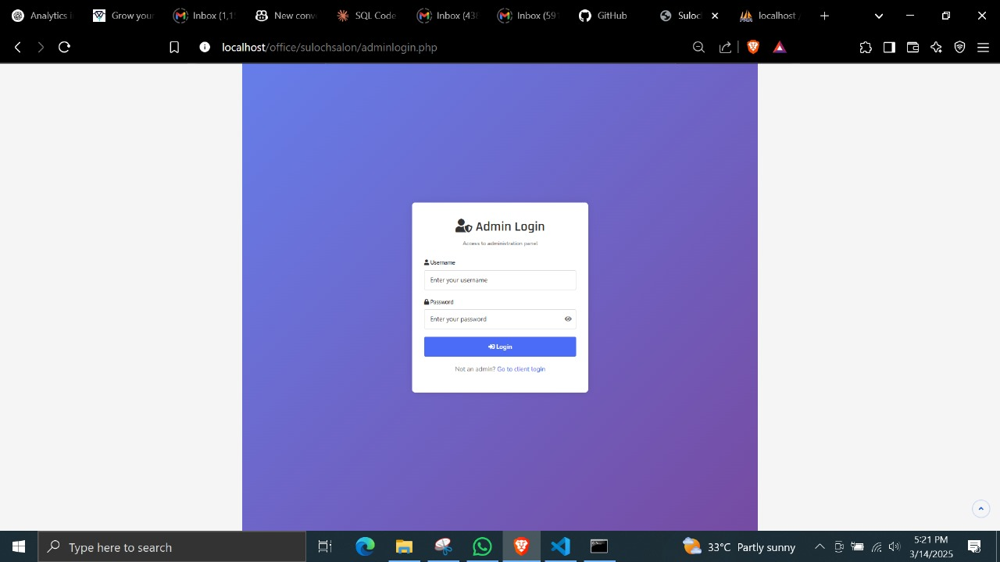 Analytics
Grow your
Inbox (1,1
New conv
SQL Code
Inbox (43
Inbox (591
GitHub
Suloc
localhost
localhost/office/sulochsalon/adminlogin.php
Admin Login
Access to administration panel
Username
Enter your username
Password
Enter your password
Login
Not an admin? Go to client login
Type here to search
33°C Partly sunny
5:21 PM
3/14/2025